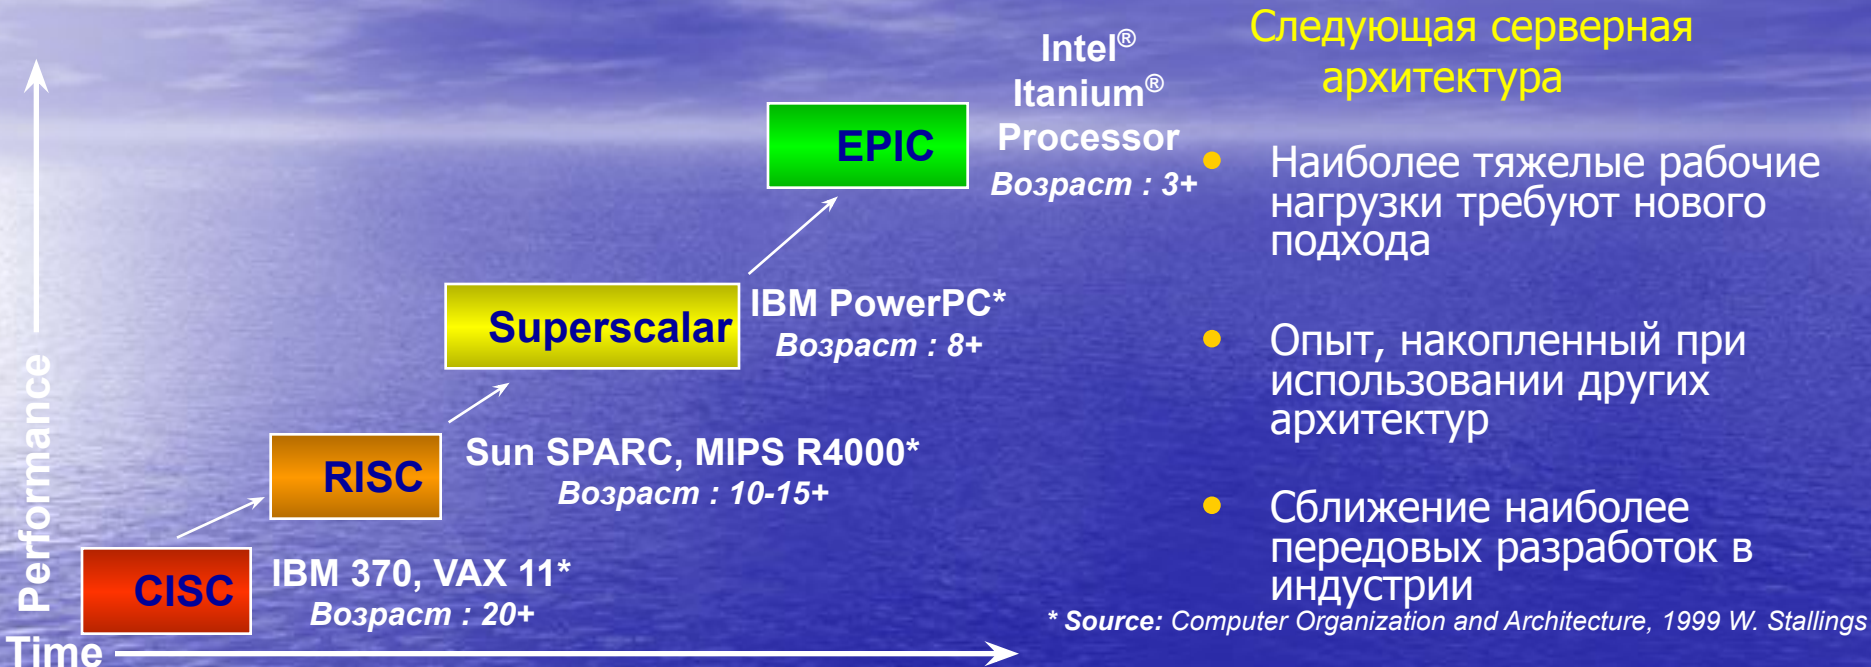 Следующая серверная
архитектура
Intel®
Itanium®
Processor
Возраст : 3+
EPIC
Superscalar
IBM PowerPC*
Возраст : 8+
RISC
Sun SPARC, MIPS R4000*
Возраст : 10-15+
CISC
IBM 370, VAX 11*
Возраст : 20+
Performance
Time
• Наиболее тяжелые рабочие
нагрузки требуют нового
подхода
• Опыт, накопленный при
использовании других
архитектур
• Сближение наиболее
передовых разработок в
индустрии
* Source: Computer Organization and Architecture, 1999 W. Stallings